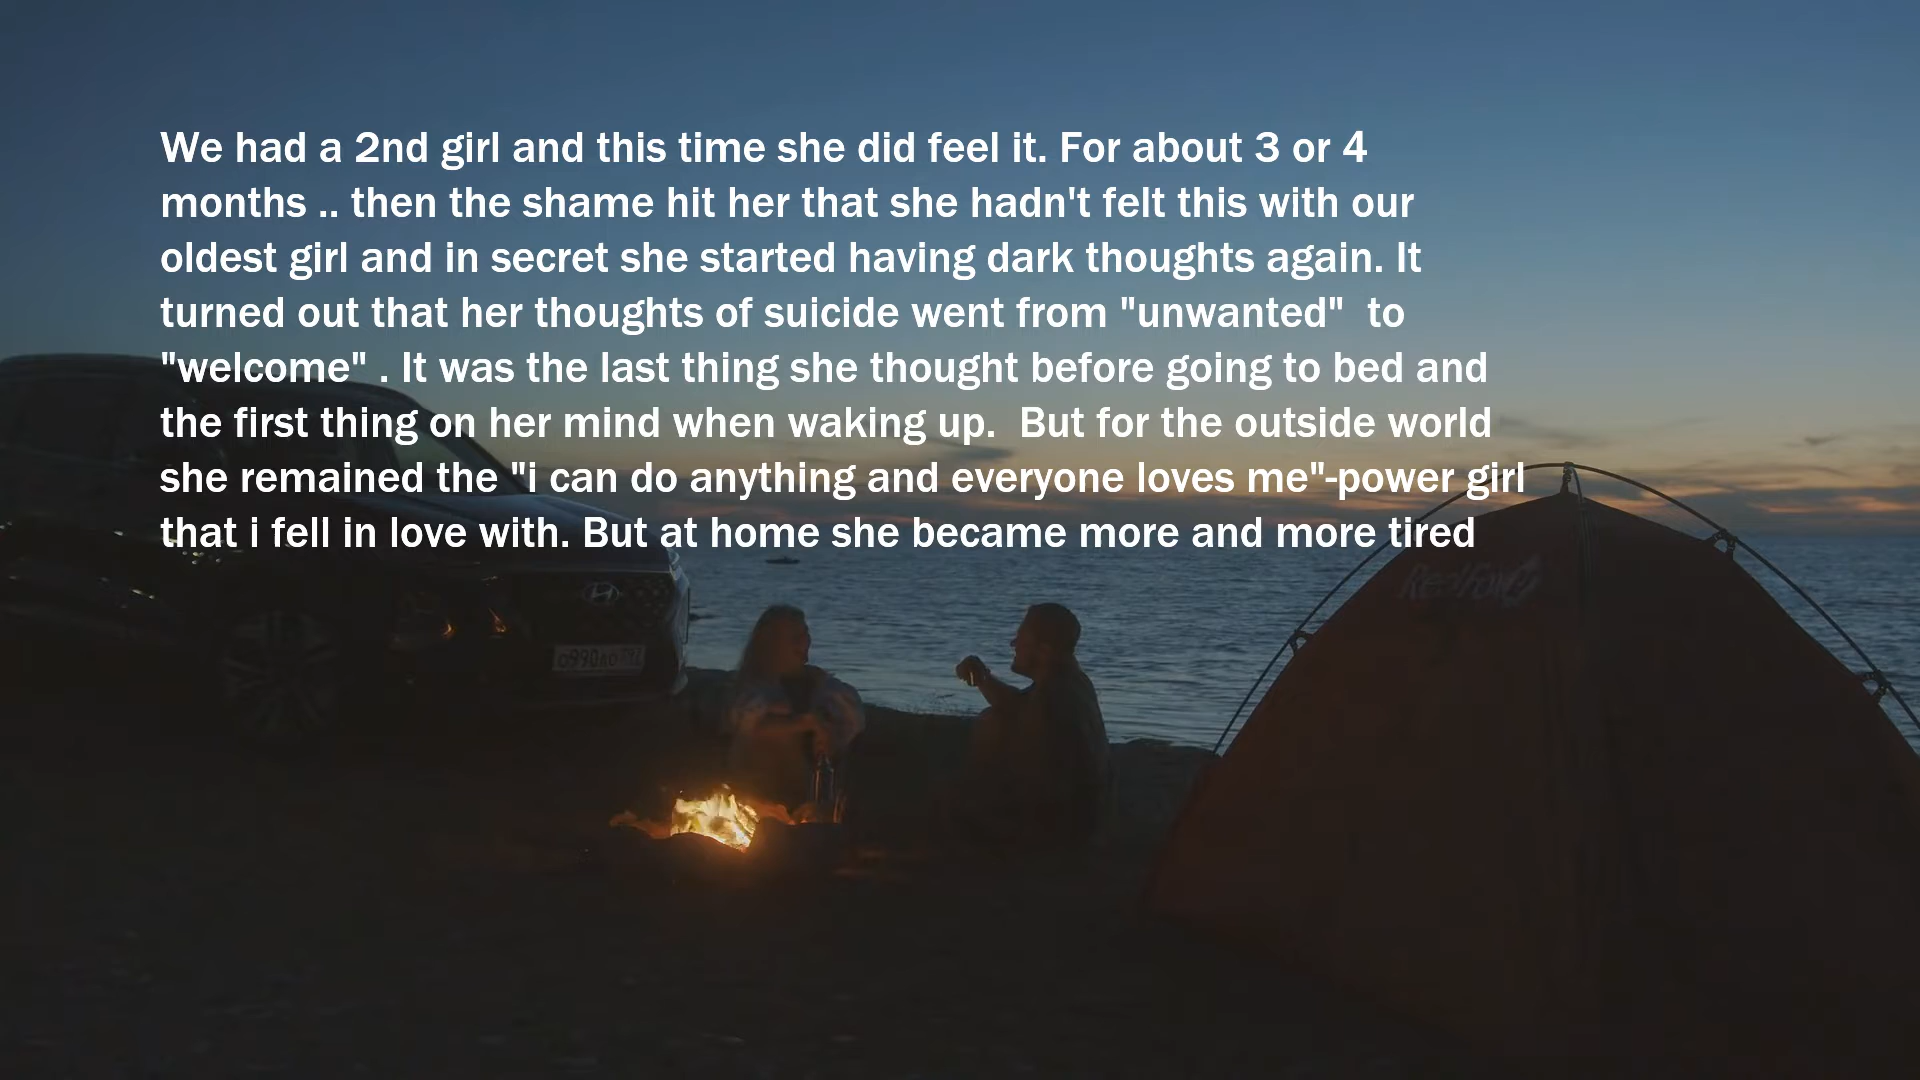 We had a 2nd girl and this time she did feel it. For about 3 or 4
months .. then the shame hit her that she hadn't felt this with our
oldest girl and in secret she started having dark thoughts again. It
turned out that her thoughts of suicide went from "unwanted"  to
"welcome" . It was the last thing she thought before going to bed and
the first thing on her mind when waking up.  But for the outside world
she remained the "i can do anything and everyone loves me"-power girl
that i fell in love with. But at home she became more and more tired
RedFox